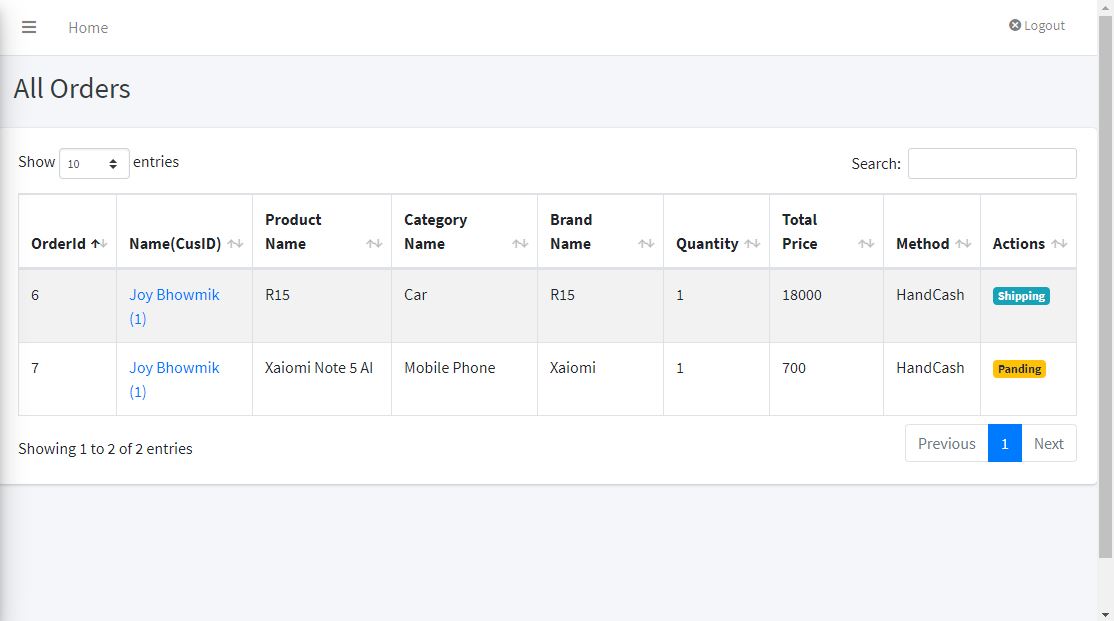 Home
Logout
All Orders
Show 10 entries
Search:
OrderId Name(CusID) Product Name Category Name Brand Name Quantity Total Price Method Actions
6 Joy Bhowmik (1) R15 Car R15 1 18000 HandCash Shipping
7 Joy Bhowmik (1) Xaiomi Note 5 AI Mobile Phone Xaiomi 1 700 HandCash Panding
Showing 1 to 2 of 2 entries
Previous 1 Next